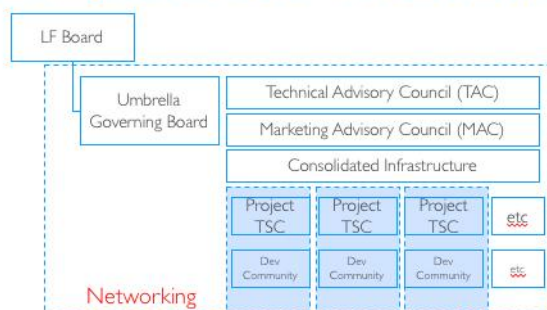 LF Board
Umbrella
Governing Board
Technical Advisory Council (TAC)
Marketing Advisory Council (MAC)
Consolidated Infrastructure
Project
TSC
Project
TSC
Project
TSC
etc
Dev
Community
Dev
Community
Dev
Community
etc
Networking